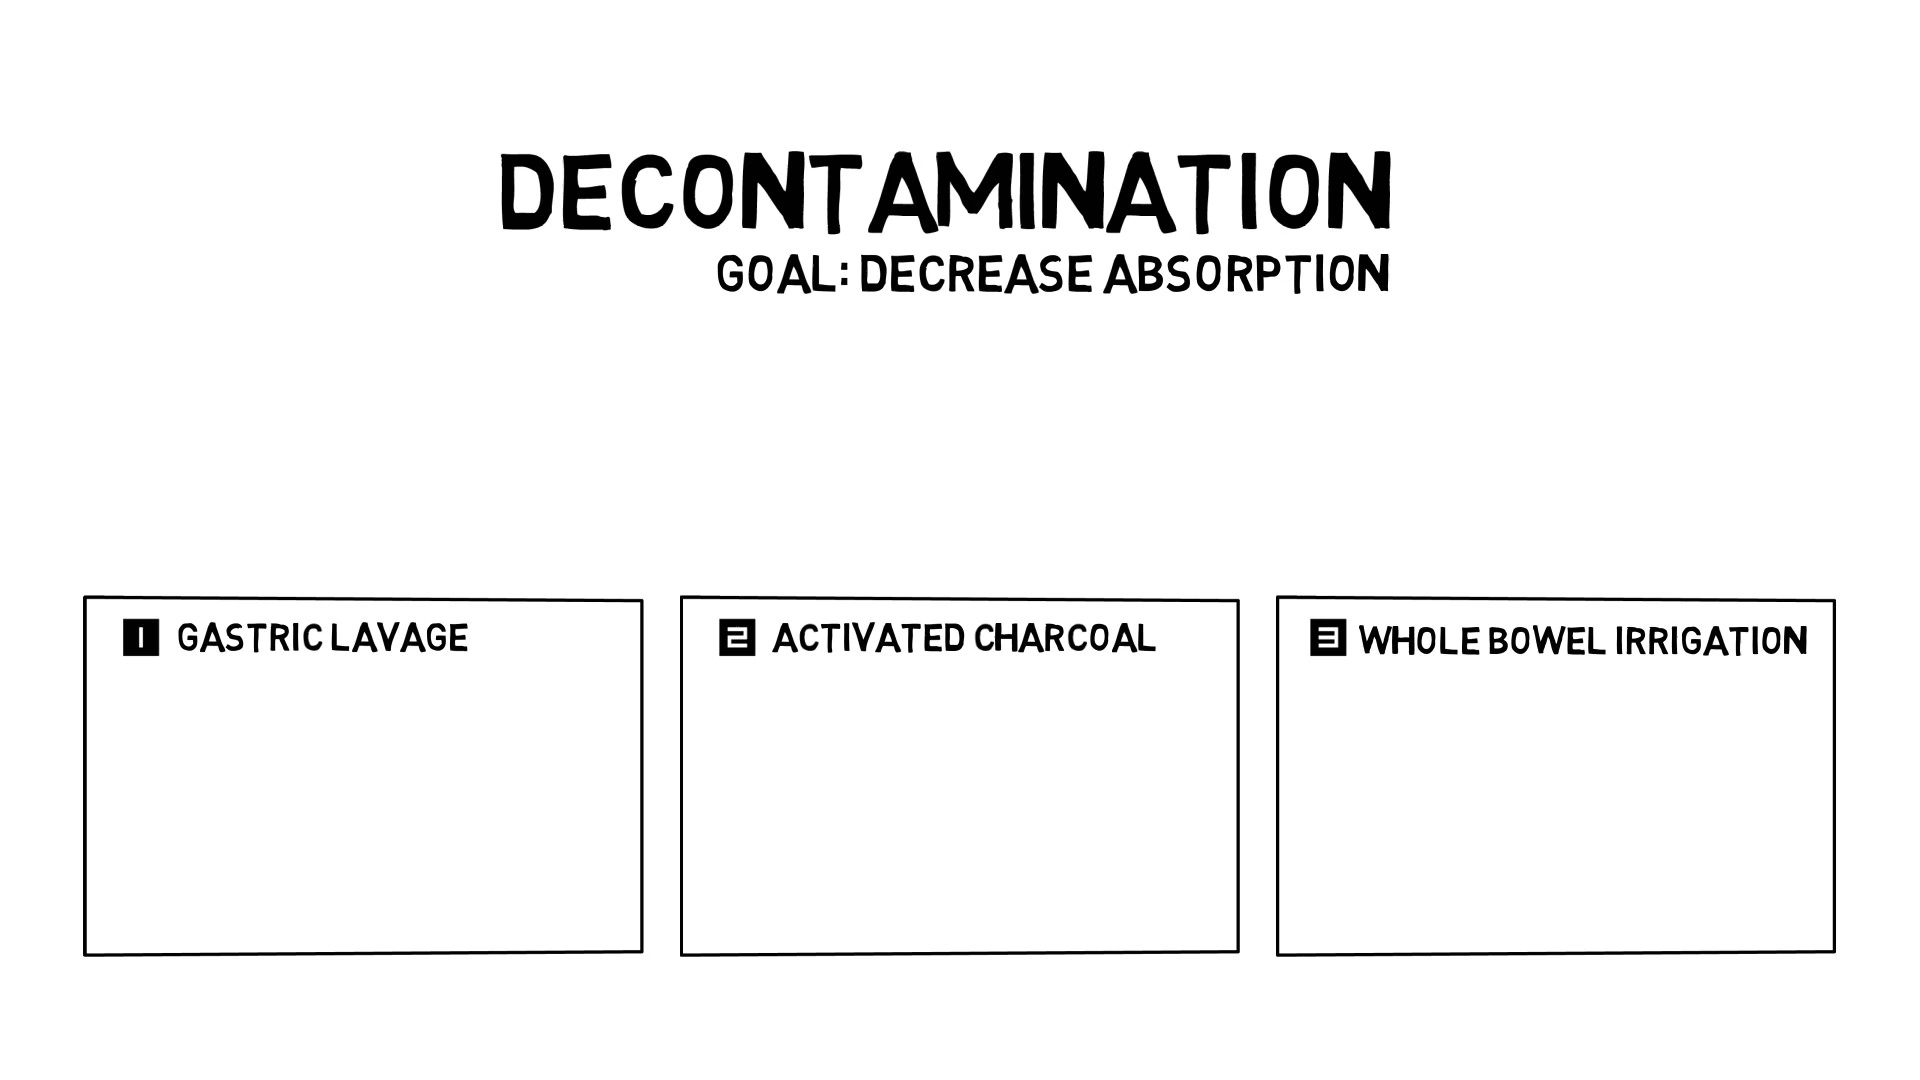 DECONTAMINATION
GOAL: DECREASE ABSORPTION
1 GASTRIC LAVAGE
2 ACTIVATED CHARCOAL
3 WHOLE BOWEL IRRIGATION